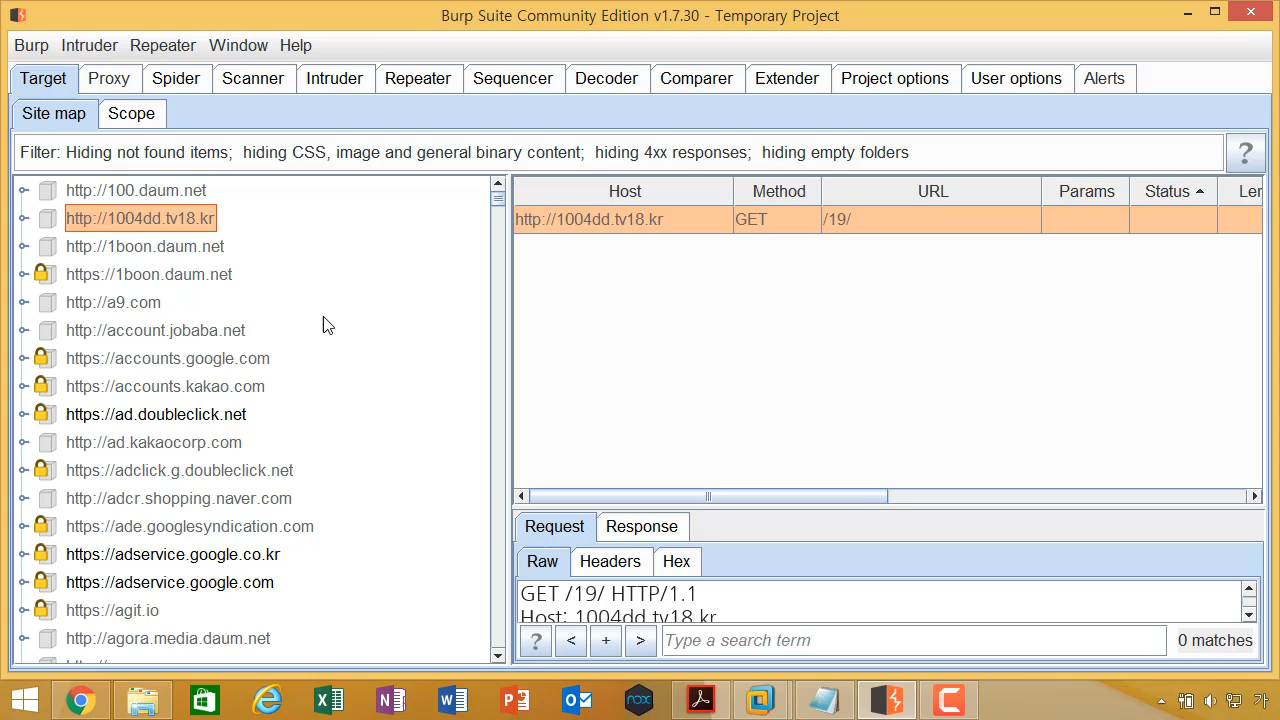 Burp Suite Community Edition v1.7.30 - Temporary Project
Burp Intruder Repeater Window Help
Target Proxy Spider Scanner Intruder Repeater Sequencer Decoder Comparer Extender Project options User options Alerts
Site map Scope
Filter: Hiding not found items; hiding CSS, image and general binary content; hiding 4xx responses; hiding empty folders ?
http://100.daum.net
http://1004dd.tv18.kr
http://1boon.daum.net
https://1boon.daum.net
http://a9.com
http://account.jobaba.net
https://accounts.google.com
https://accounts.kakao.com
https://ad.doubleclick.net
http://ad.kakaocorp.com
https://adclick.g.doubleclick.net
http://adcr.shopping.naver.com
https://ade.googlesyndication.com
https://adservice.google.co.kr
https://adservice.google.com
https://agit.io
http://agora.media.daum.net
Host Method URL Params Status Ler
http://1004dd.tv18.kr GET /19/
Request Response
Raw Headers Hex
GET /19/ HTTP/1.1
Host: 1004dd.tv18.kr
? < + > Type a search term 0 matches
nox
가